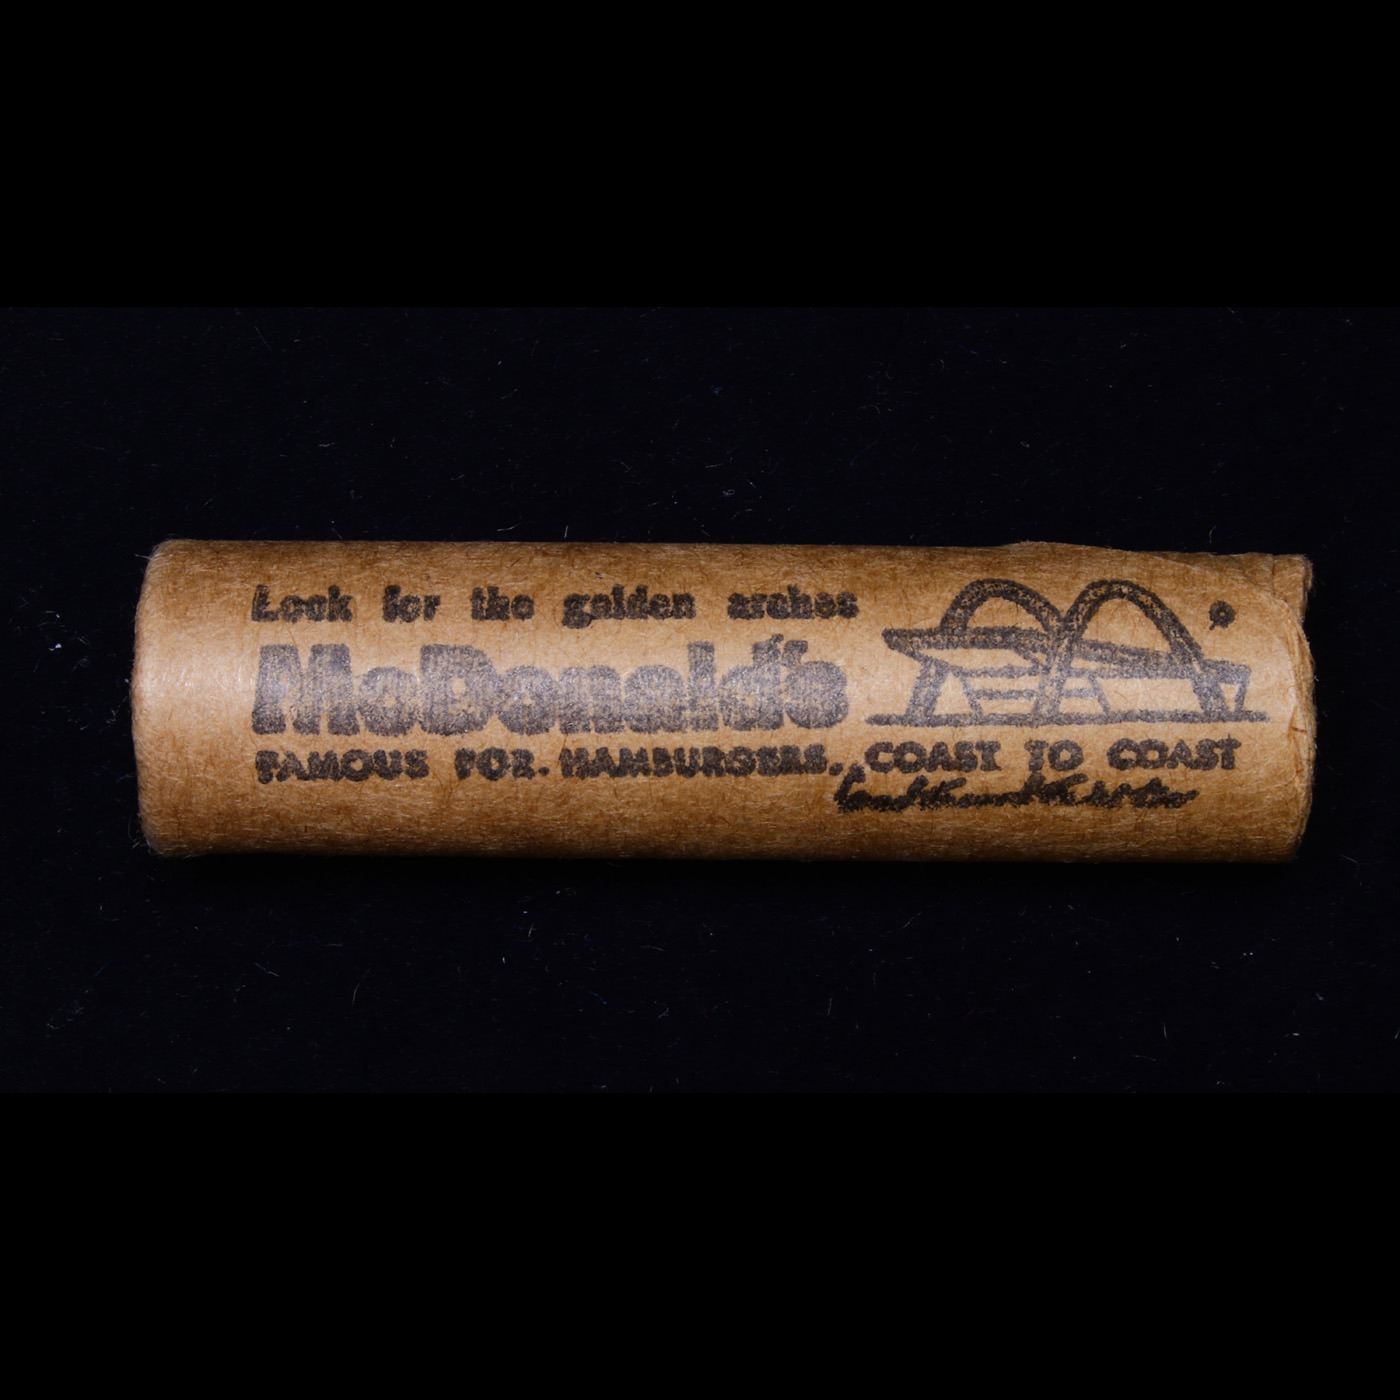 Look for the golden arches
McDonald's
FAMOUS FOR HAMBURGERS, COAST TO COAST